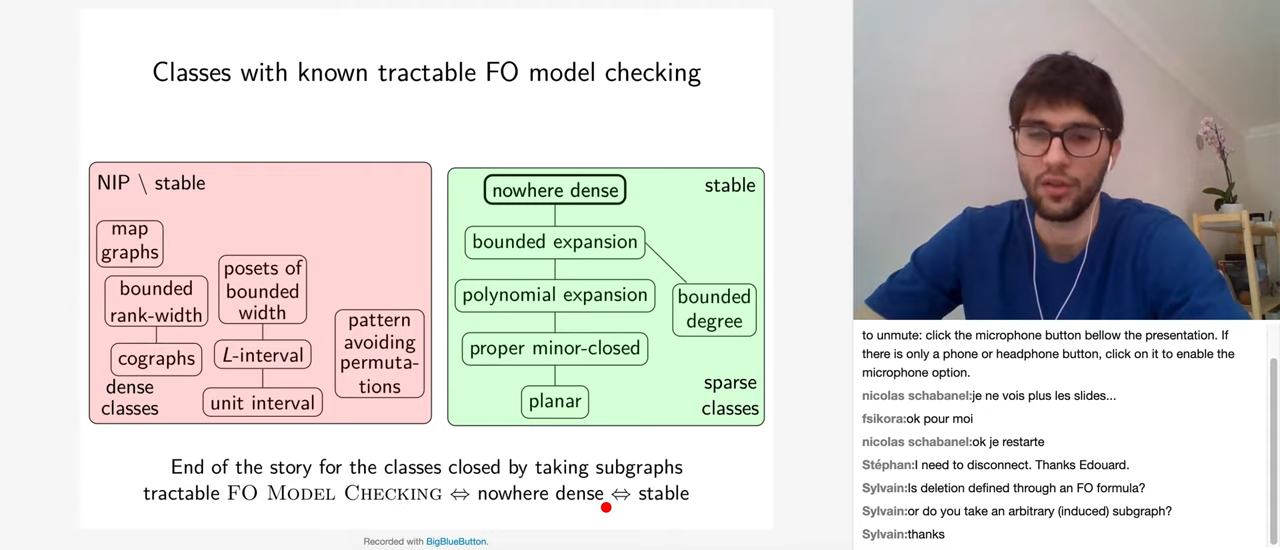 Classes with known tractable FO model checking
NIP \ stable
map
graphs
bounded
rank-width
cographs
dense
classes
posets of
bounded
width
L-interval
unit interval
pattern
avoiding
permuta-
tions
nowhere dense
stable
bounded expansion
polynomial expansion
bounded
degree
proper minor-closed
planar
sparse
classes
End of the story for the classes closed by taking subgraphs
tractable FO MODEL CHECKING ⇔ nowhere dense ⇔ stable
Recorded with BigBlueButton.
to unmute: click the microphone button bellow the presentation. If
there is only a phone or headphone button, click on it to enable the
microphone option.
nicolas schabanel:je ne vois plus les slides...
fsikora:ok pour moi
nicolas schabanel:ok je restarte
Stéphan:I need to disconnect. Thanks Edouard.
Sylvain:Is deletion defined through an FO formula?
Sylvain:or do you take an arbitrary (induced) subgraph?
Sylvain:thanks